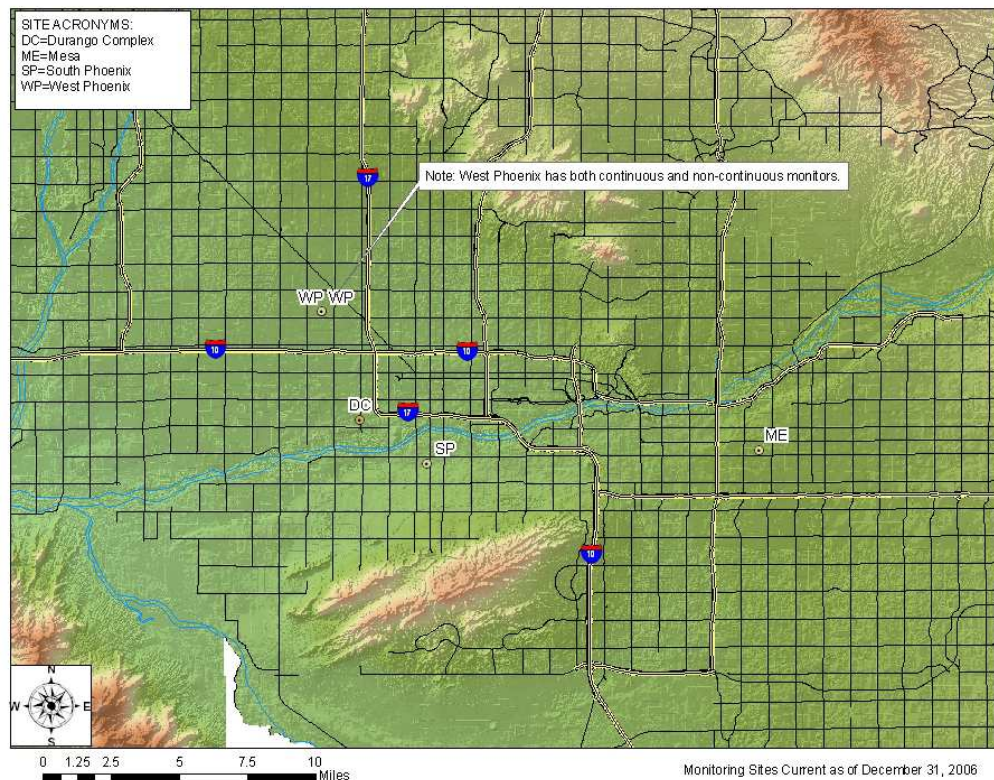 SITE ACRONYMS:
DC=Durango Complex
ME=Mesa
SP=South Phoenix
WP=West Phoenix
17
Note: West Phoenix has both continuous and non-continuous monitors.
WP WP
10
10
DC
17
SP
ME
10
N
W E
S
0 1.25 2.5 5 7.5 10
Miles
Monitoring Sites Current as of December 31, 2006